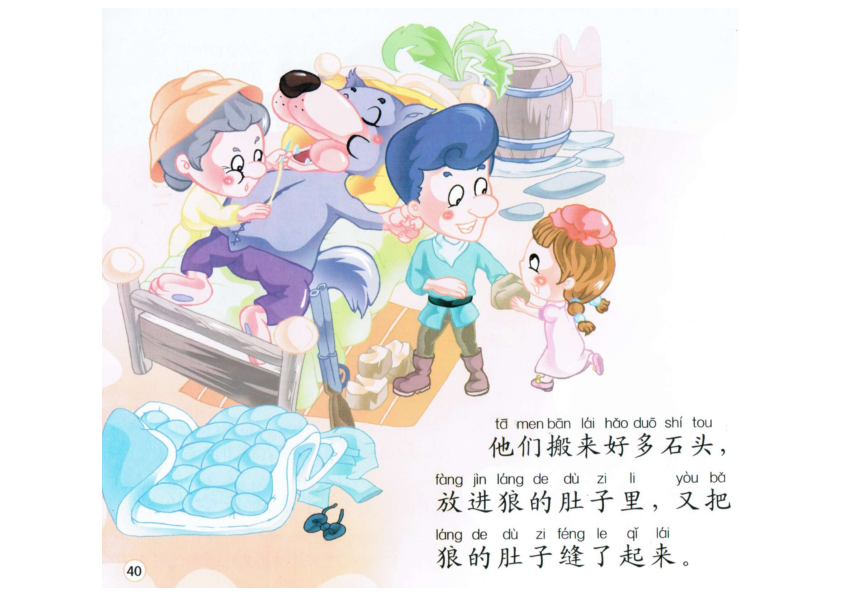 tā men bān lái hǎo duō shí tou
他们搬来好多石头，
fàng jìn láng de dù zi li yòu bǎ
放进狼的肚子里，又把
láng de dù zi féng le qǐ lái
狼的肚子缝了起来。
40